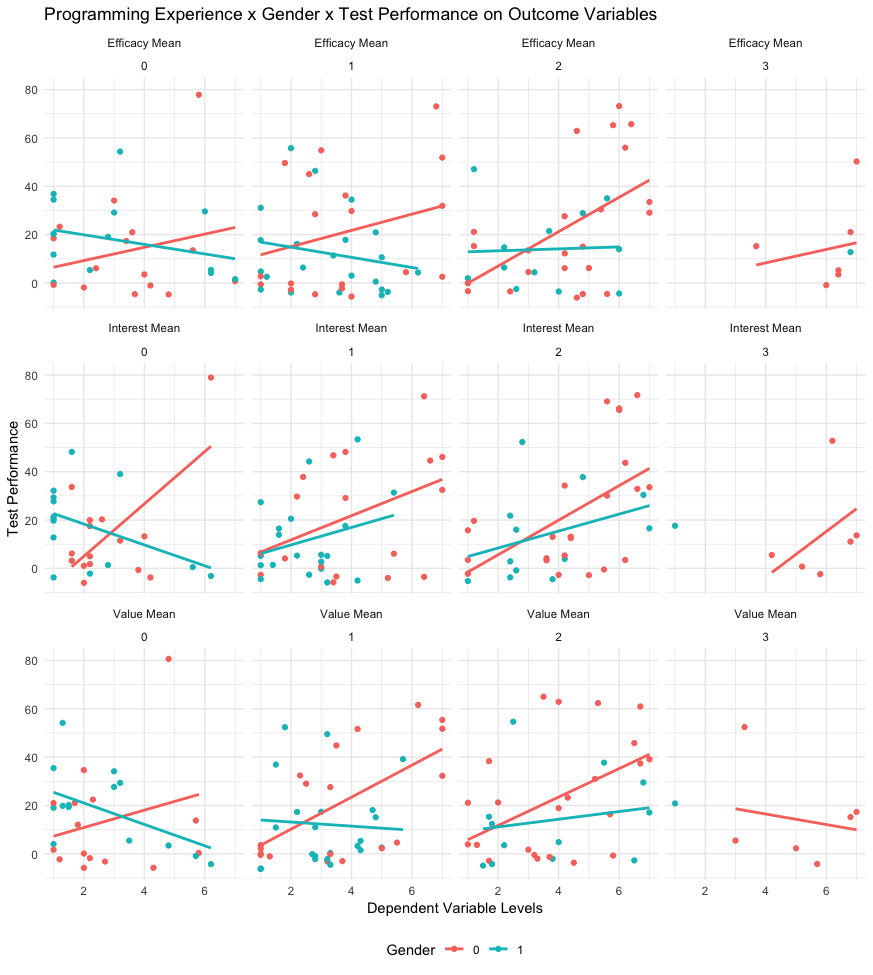 Programming Experience x Gender x Test Performance on Outcome Variables
Efficacy Mean Efficacy Mean Efficacy Mean Efficacy Mean
0 1 2 3
80
60
40
20
0
Interest Mean Interest Mean Interest Mean Interest Mean
0 1 2 3
80
60
40
20
0
Test Performance
Value Mean Value Mean Value Mean Value Mean
0 1 2 3
80
60
40
20
0
2 4 6 2 4 6 2 4 6 2 4 6
Dependent Variable Levels
Gender 0 1